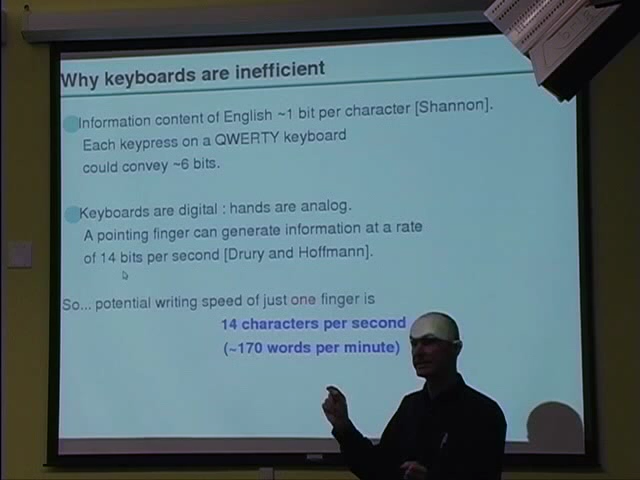 Why keyboards are inefficient
Information content of English ~1 bit per character [Shannon].
Each keypress on a QWERTY keyboard
could convey ~6 bits.
Keyboards are digital : hands are analog.
A pointing finger can generate information at a rate
of 14 bits per second [Drury and Hoffmann].
So... potential writing speed of just one finger is
14 characters per second
(~170 words per minute)